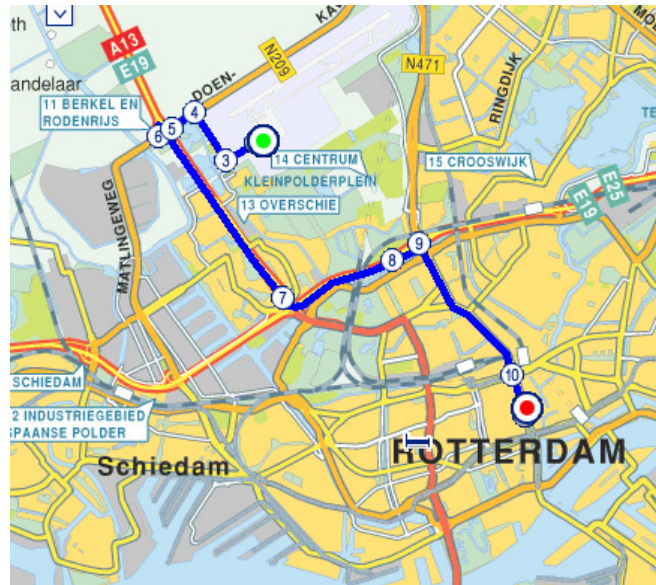 th
andelaar
A13
E19
DOEN-
KA
N209
N471
RINGDIJK
MO
TE
11 BERKEL EN
RODENRIJS
4
5
6
3
14 CENTRUM
KLEINPOLDERPLEIN
15 CROOSWIJK
13 OVERSCHIE
E25
E19
MATLINGEWEG
9
8
7
SCHIEDAM
10
2 INDUSTRIEGEBIED
SPAANSE POLDER
ROTTERDAM
Schiedam